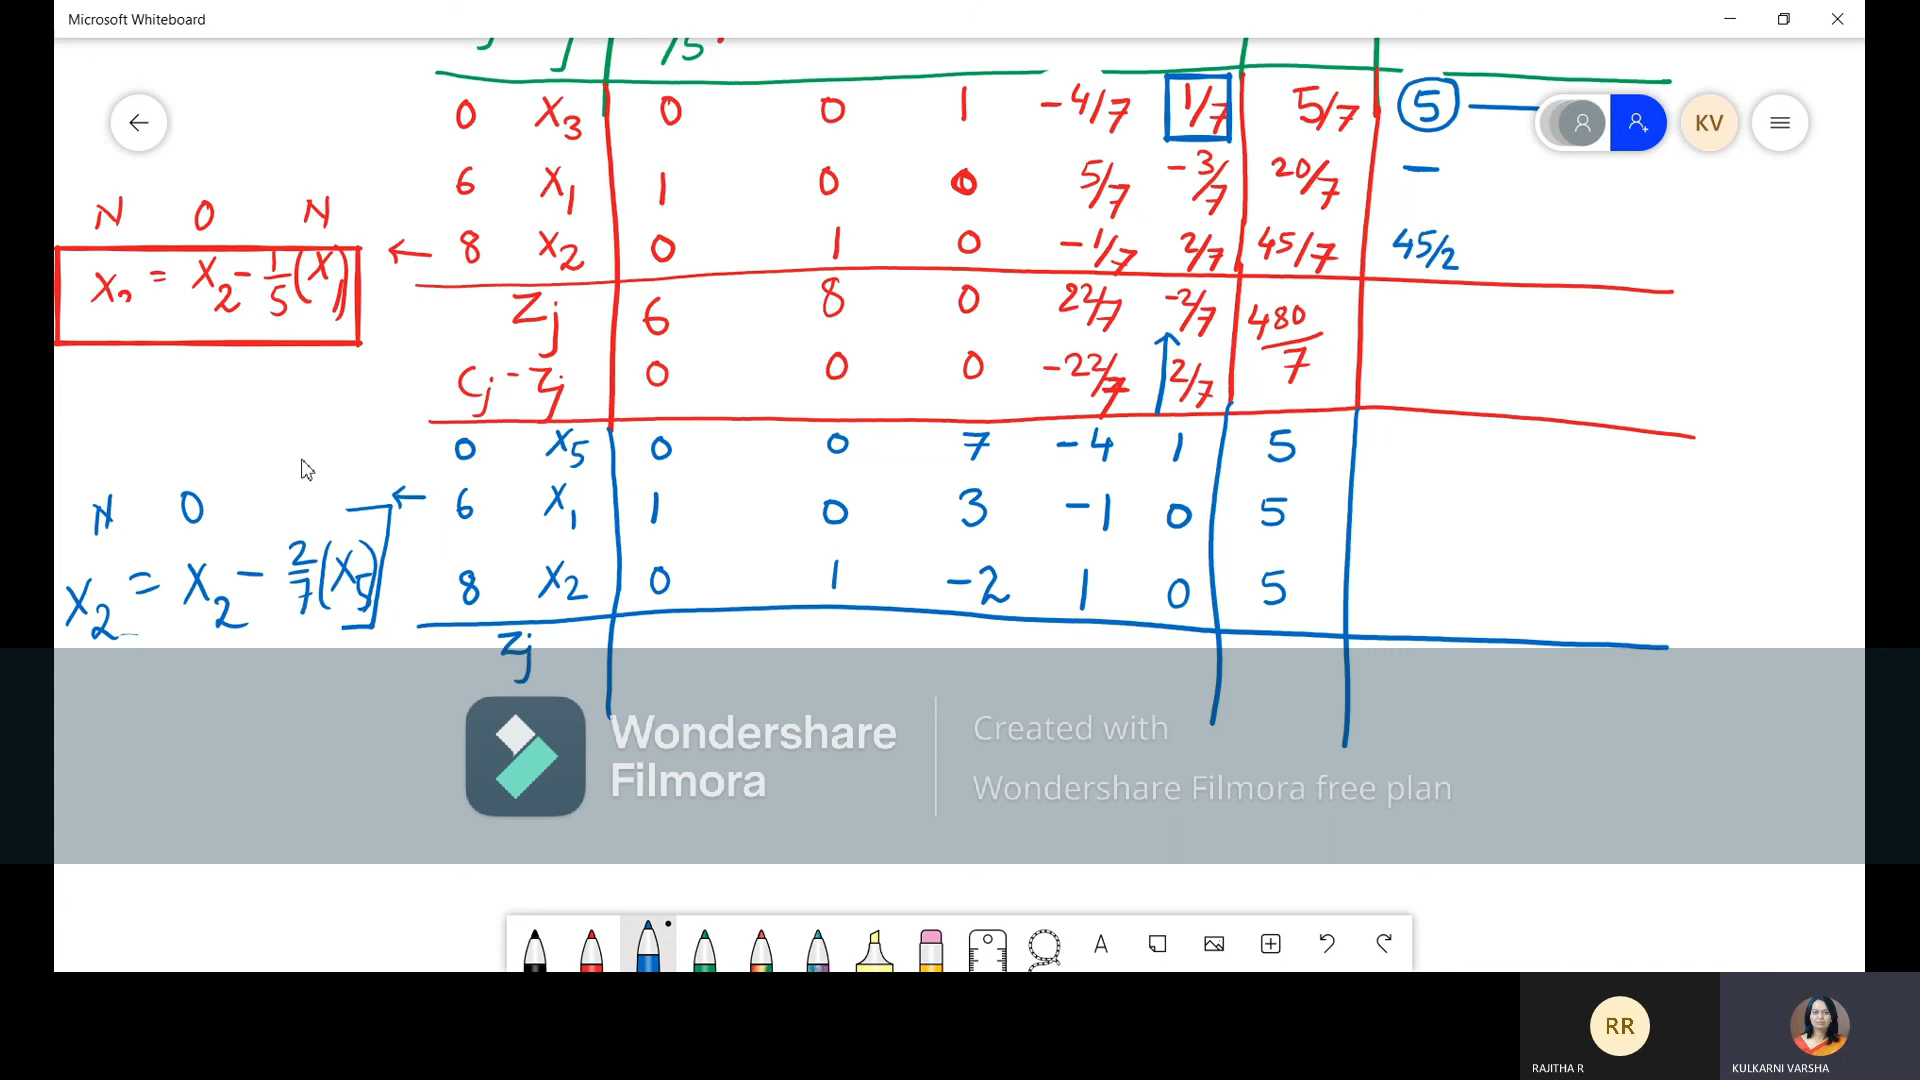 Microsoft Whiteboard
j j /5
0 X3 0 0 1 -4/7 1/7 5/7 5
KV
6 X1 1 0 0 5/7 -3/7 20/7 —
N O N
8 X2 0 1 0 -1/7 2/7 45/7 45/2
X2 = X2 - 1/5 (X1)
Zj 6 8 0 22/7 -2/7 480/7
Cj - Zj 0 0 0 -22/7 2/7
0 X5 0 0 7 -4 1 5
N O
6 X1 1 0 3 -1 0 5
X2 = X2 - 2/7 (X5)
8 X2 0 1 -2 1 0 5
Zj
Wondershare
Filmora
Created with
Wondershare Filmora free plan
A
RR
RAJITHA R
KULKARNI VARSHA